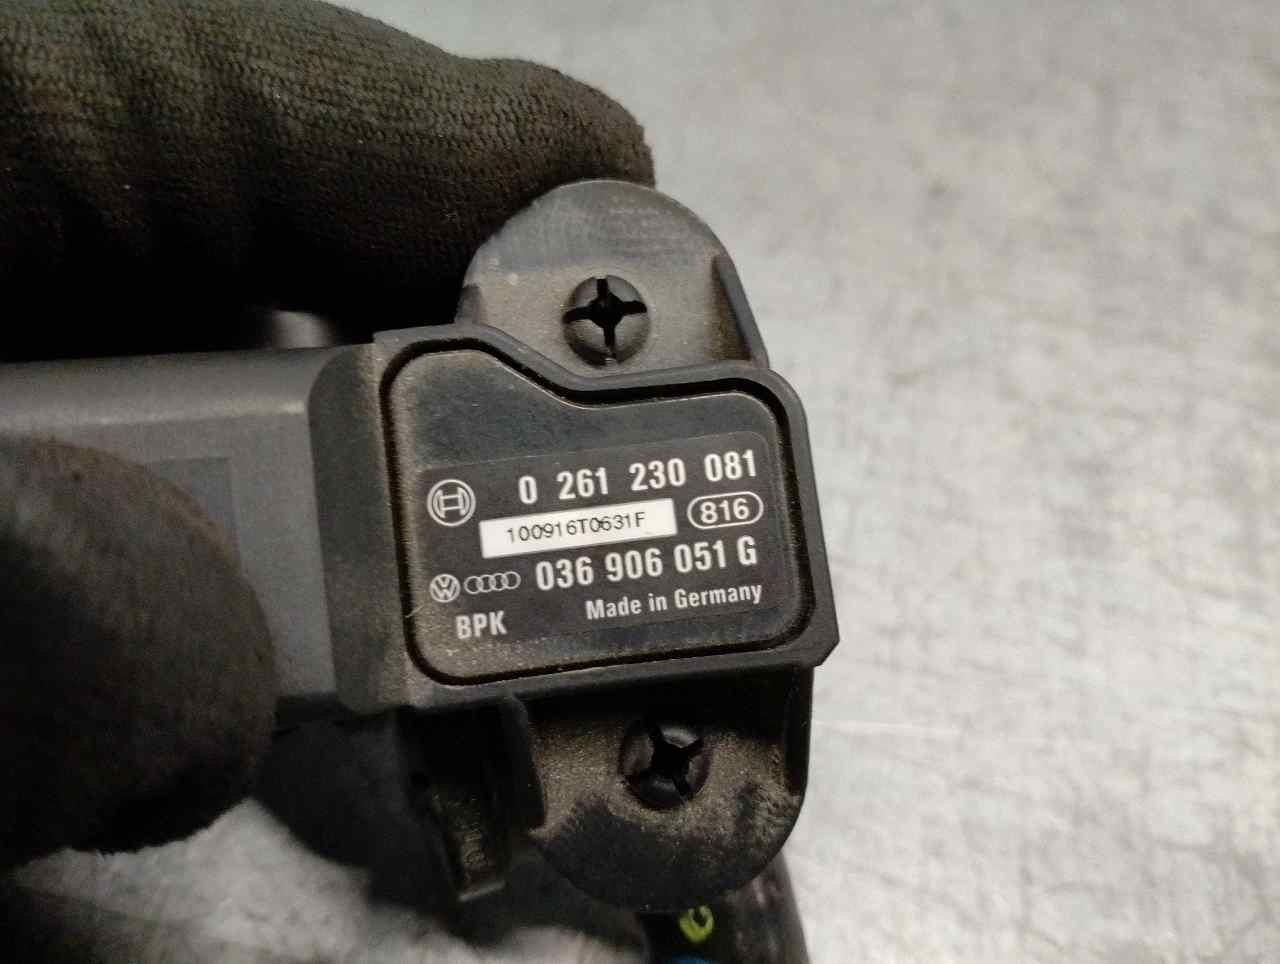 0 261 230 081
100916T0631F 816
036 906 051 G
BPK Made in Germany